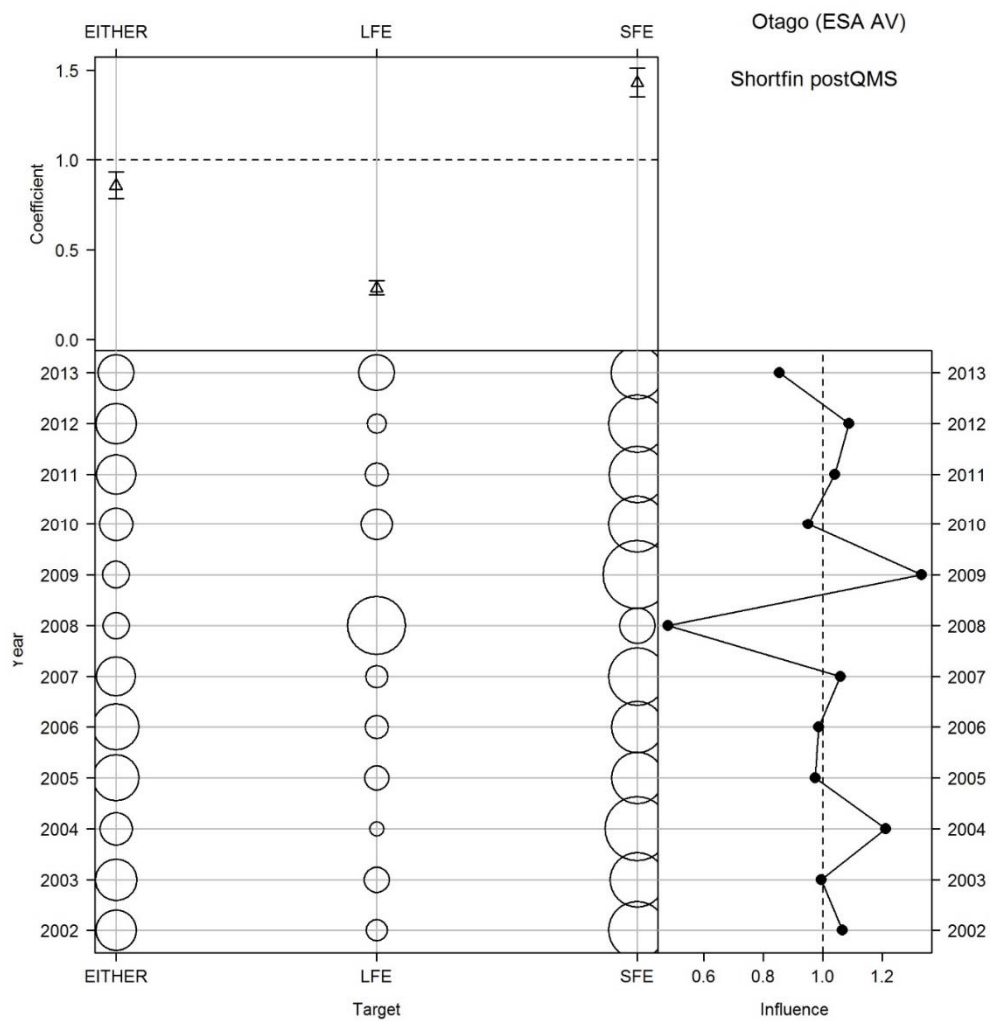 Otago (ESA AV)
EITHER LFE SFE
Shortfin postQMS
1.5
1.0
0.5
0.0
Coefficient
2013 2013
2012 2012
2011 2011
2010 2010
2009 2009
2008 2008
2007 2007
2006 2006
2005 2005
2004 2004
2003 2003
2002 2002
Year
EITHER LFE SFE 0.6 0.8 1.0 1.2
Target Influence